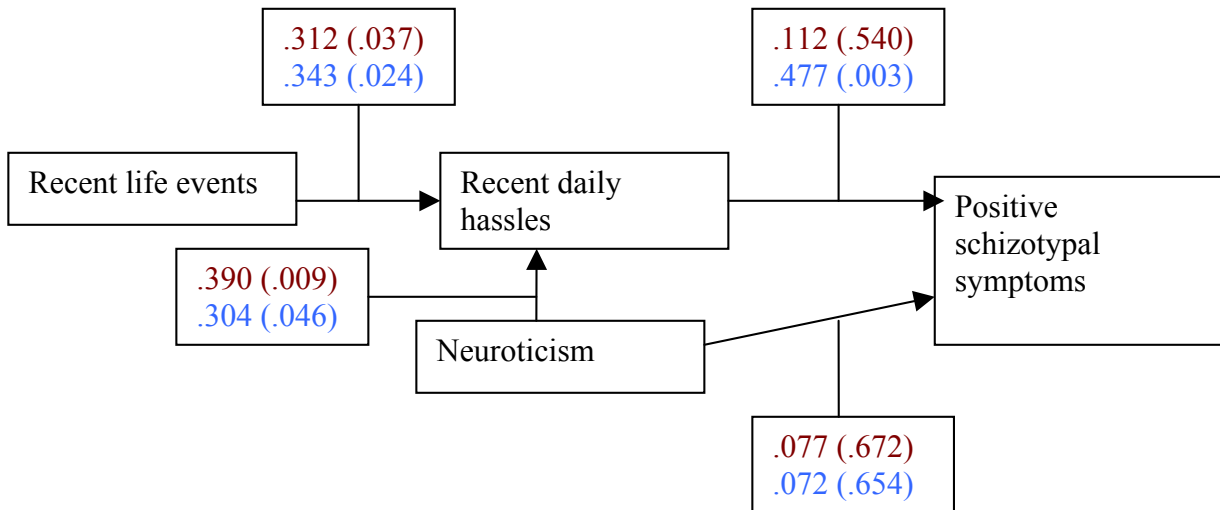 .312 (.037)
.343 (.024)
.112 (.540)
.477 (.003)
Recent life events
Recent daily
hassles
Positive
schizotypal
symptoms
.390 (.009)
.304 (.046)
Neuroticism
.077 (.672)
.072 (.654)